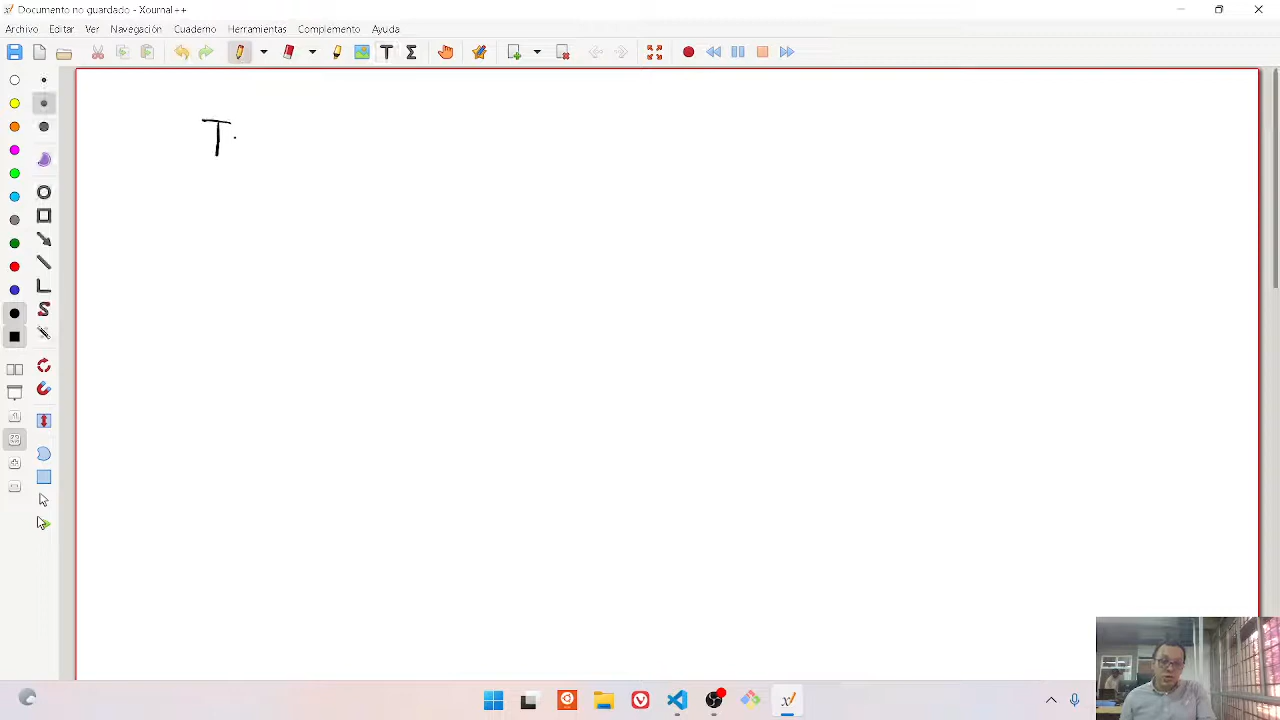 Documento no guardado - Xournal++
Archivo Editar Ver Navegación Cuaderno Herramientas Complemento Ayuda
T